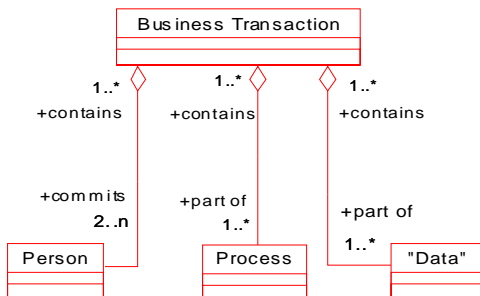 Business Transaction
1..* 1..* 1..*
+contains +contains +contains
+commits +part of +part of
2..n 1..* 1..*
Person Process "Data"